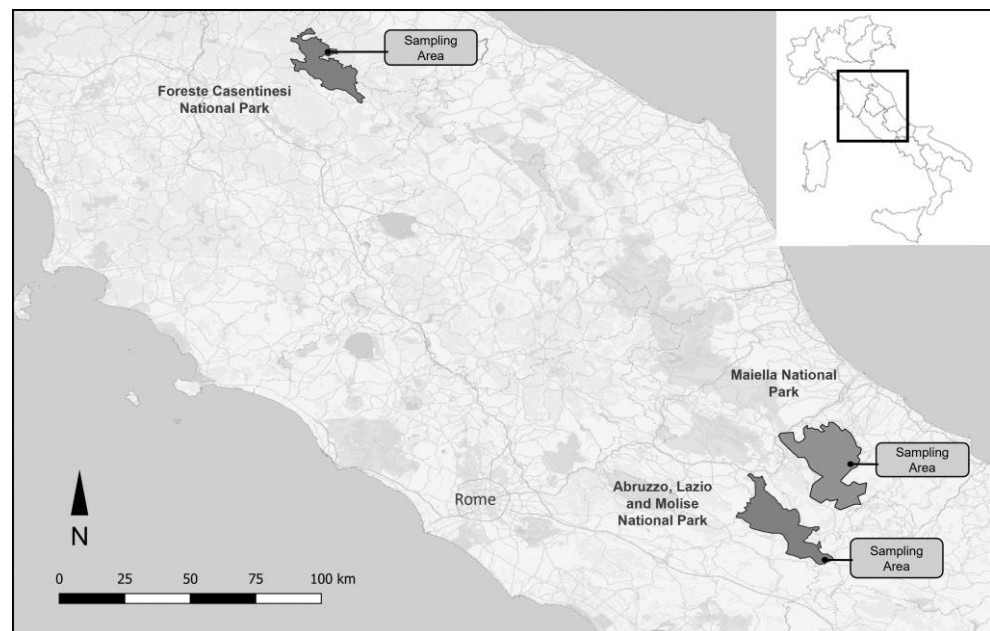 Sampling
Area
Foreste Casentinesi
National Park
Maiella National
Park
Sampling
Area
Abruzzo, Lazio
and Molise
National Park
Rome
Sampling
Area
N
0 25 50 75 100 km